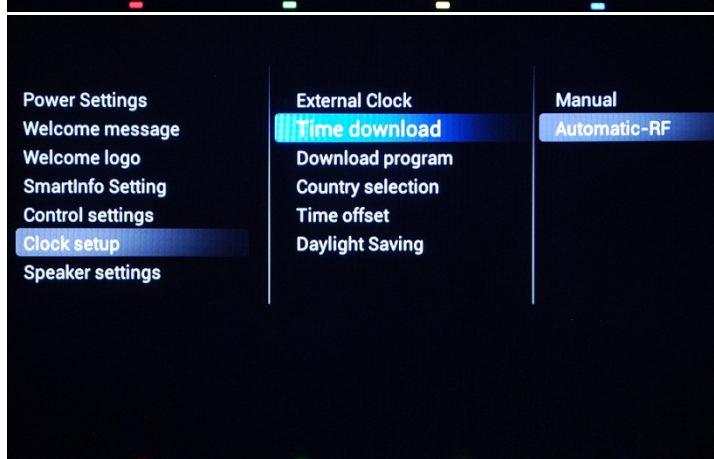 Power Settings
Welcome message
Welcome logo
SmartInfo Setting
Control settings
Clock setup
Speaker settings
External Clock
Time download
Download program
Country selection
Time offset
Daylight Saving
Manual
Automatic-RF